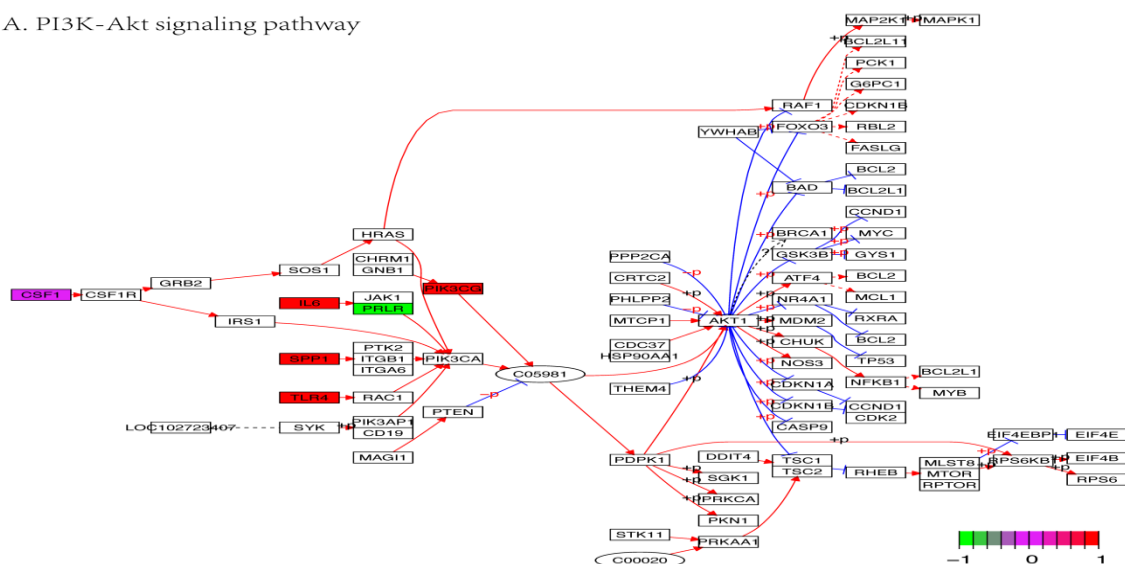 A. PI3K-Akt signaling pathway
MAP2K1
+p
MAPK1
+p
BCL2L11
PCK1
G6PC1
RAF1
CDKN1B
YWHAB
+p
FOXO3
RBL2
FASLG
BCL2
+p
BAD
BCL2L1
CCND1
HRAS
+p
BRCA1
+p
MYC
CHRM1
GNB1
PPP2CA
?
+p
GSK3B
+p
GYS1
SOS1
-p
GRB2
CRTC2
ATF4
BCL2
CSF1
CSF1R
PIK3CG
+p
IL6
JAK1
PRLR
PHLPP2
-p
NR4A1
MCL1
IRS1
MTCP1
AKT1
+p
MDM2
RXRA
+p
CHUK
BCL2
PTK2
ITGB1
ITGA6
CDC37
HSP90AA1
SPP1
PIK3CA
NOS3
TP53
C05981
+p
BCL2L1
THEM4
+p
CDKN1A
NFKB1
MYB
TLR4
RAC1
-p
PTEN
+p
CDKN1B
CCND1
CDK2
LOC102723407
SYK
+p
PIK3AP1
CD19
+p
CASP9
EIF4EBP1
EIF4E
+p
MAGI1
PDPK1
DDIT4
TSC1
TSC2
+p
+p
SGK1
RHEB
MLST8
MTOR
RPTOR
+p
RPS6KB1
+p
EIF4B
+p
RPS6
+p
PRKCA
PKN1
STK11
PRKAA1
C00020
-1
0
1